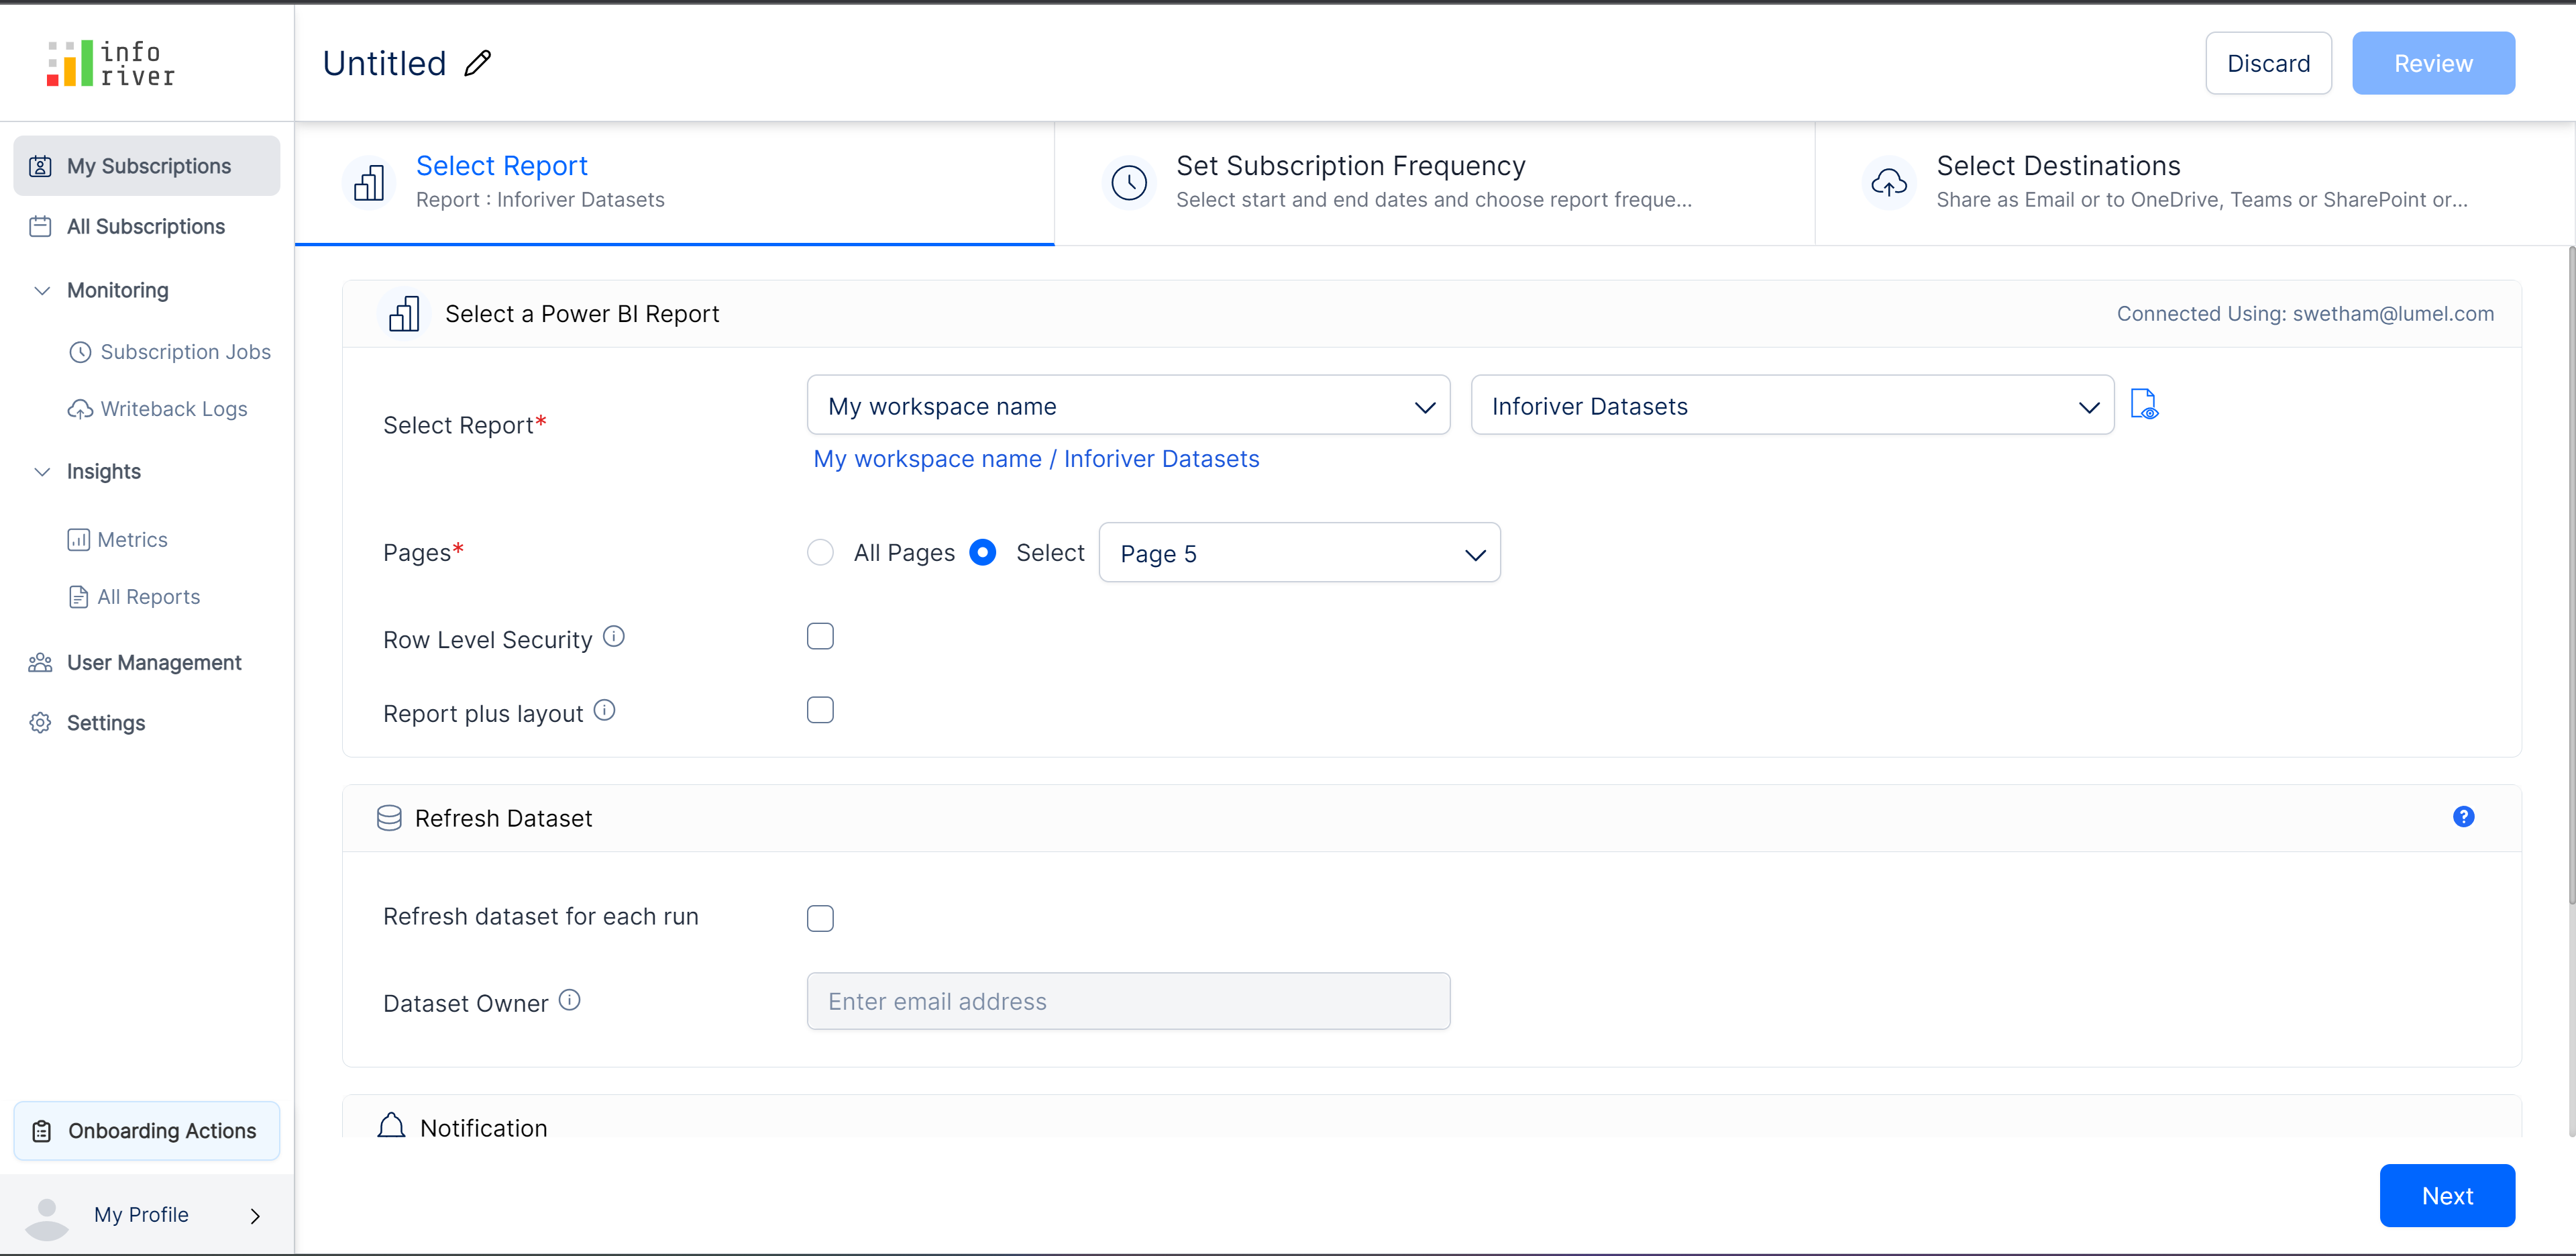 info
river
My Subscriptions
All Subscriptions
Monitoring
Subscription Jobs
Writeback Logs
Insights
Metrics
All Reports
User Management
Settings
Onboarding Actions
My Profile
Untitled
Discard
Review
Select Report
Report : Inforiver Datasets
Set Subscription Frequency
Select start and end dates and choose report freque...
Select Destinations
Share as Email or to OneDrive, Teams or SharePoint or...
Select a Power BI Report
Connected Using: swetham@lumel.com
Select Report*
My workspace name
Inforiver Datasets
My workspace name / Inforiver Datasets
Pages*
All Pages
Select
Page 5
Row Level Security
Report plus layout
Refresh Dataset
?
Refresh dataset for each run
Dataset Owner
Enter email address
Notification
Next